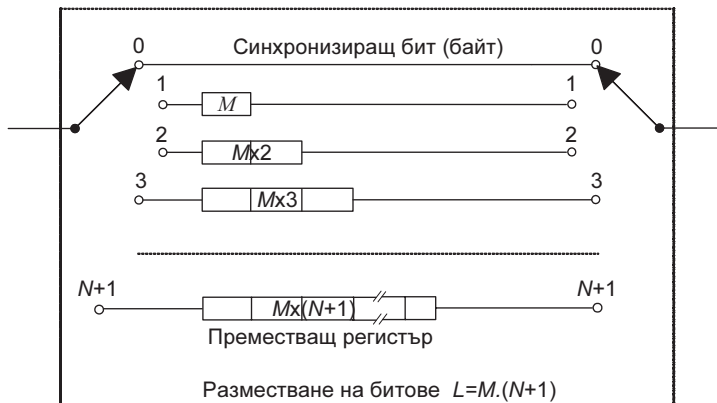 0 Синхронизиращ бит (байт) 0
1 M 1
2 Mx2 2
3 Mx3 3
N+1 Mx(N+1) N+1
Преместващ регистър
Разместване на битове L=M.(N+1)